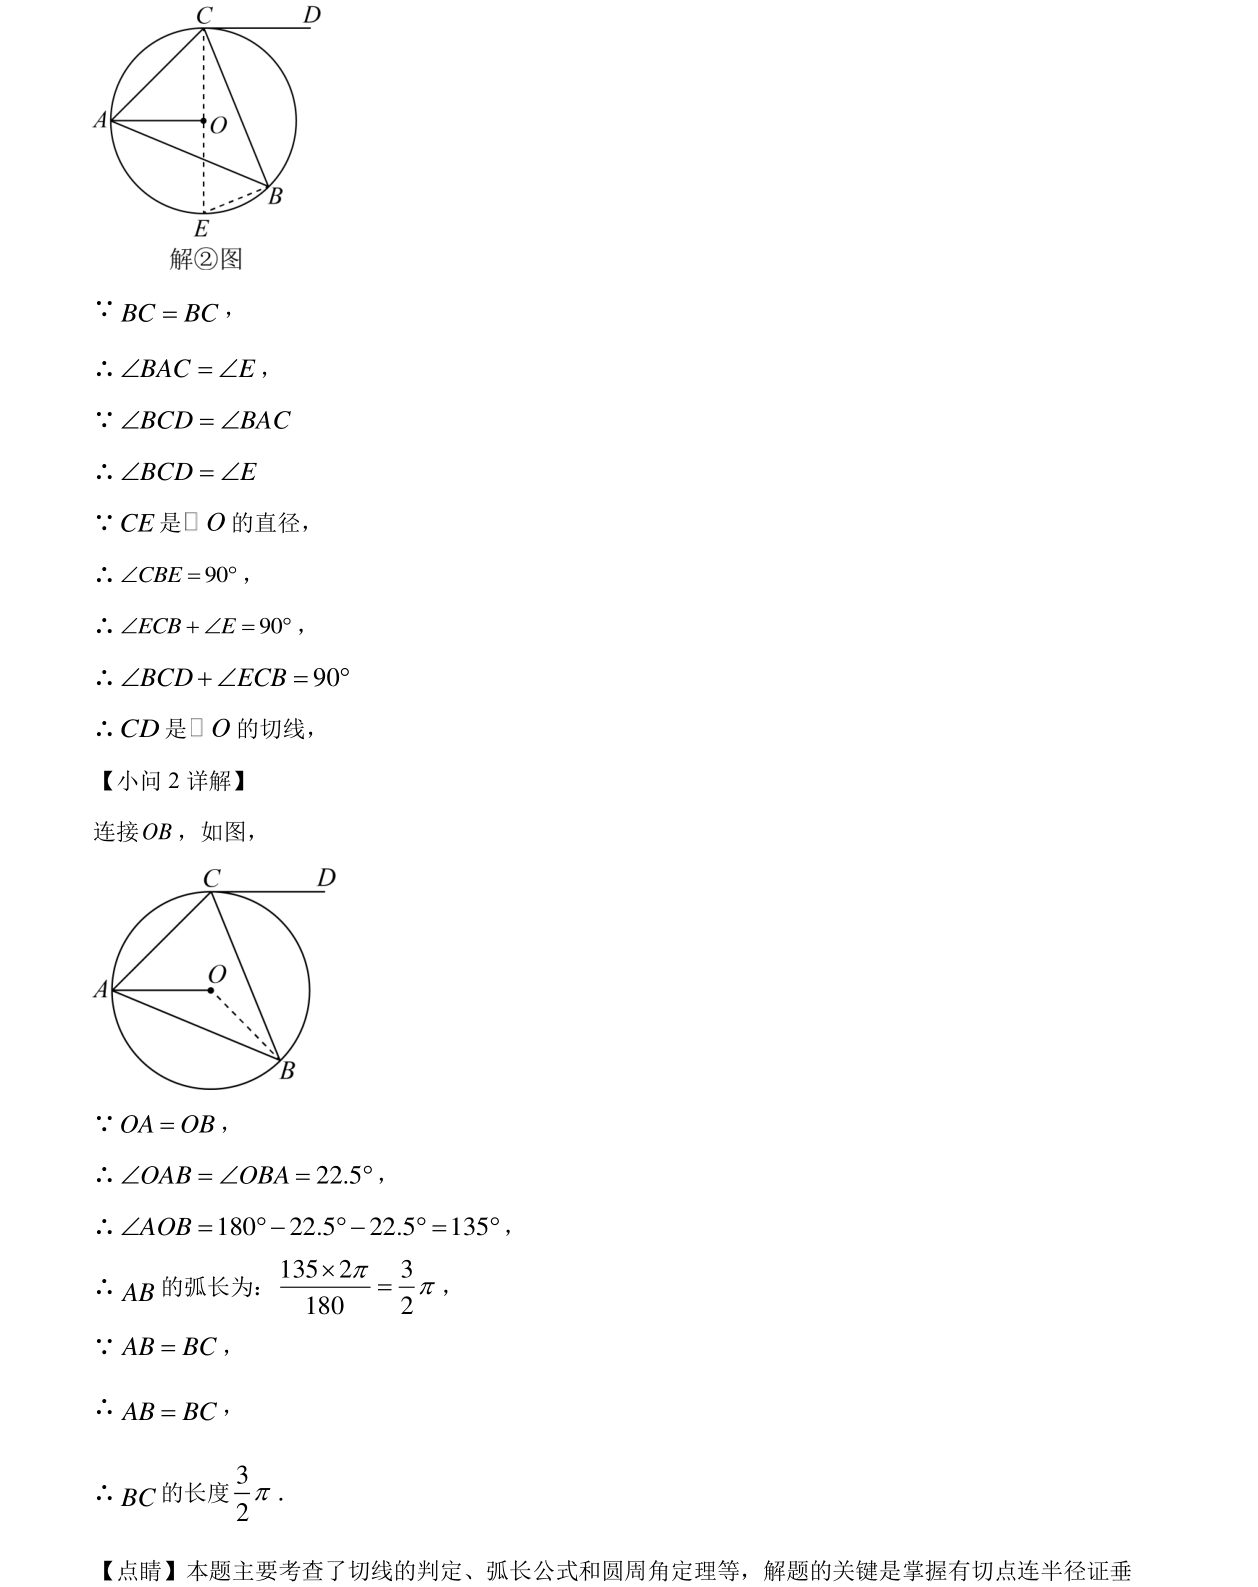 C D
A O
B
E
解②图
∵ BC = BC，
∴ ∠BAC = ∠E，
∵ ∠BCD = ∠BAC
∴ ∠BCD = ∠E
∵ CE 是□ O 的直径，
∴ ∠CBE = 90°，
∴ ∠ECB + ∠E = 90°，
∴ ∠BCD + ∠ECB = 90°
∴ CD 是□ O 的切线，
【小问 2 详解】
连接OB，如图，
C D
O
A
B
∵ OA = OB，
∴ ∠OAB = ∠OBA = 22.5°，
∴ ∠AOB = 180° − 22.5° − 22.5° = 135°，
∴ AB 的弧长为：135×2π/180 = 3/2 π，
∵ AB = BC，
∴ AB = BC，
∴ BC 的长度 3/2 π．
【点睛】本题主要考查了切线的判定、弧长公式和圆周角定理等，解题的关键是掌握有切点连半径证垂